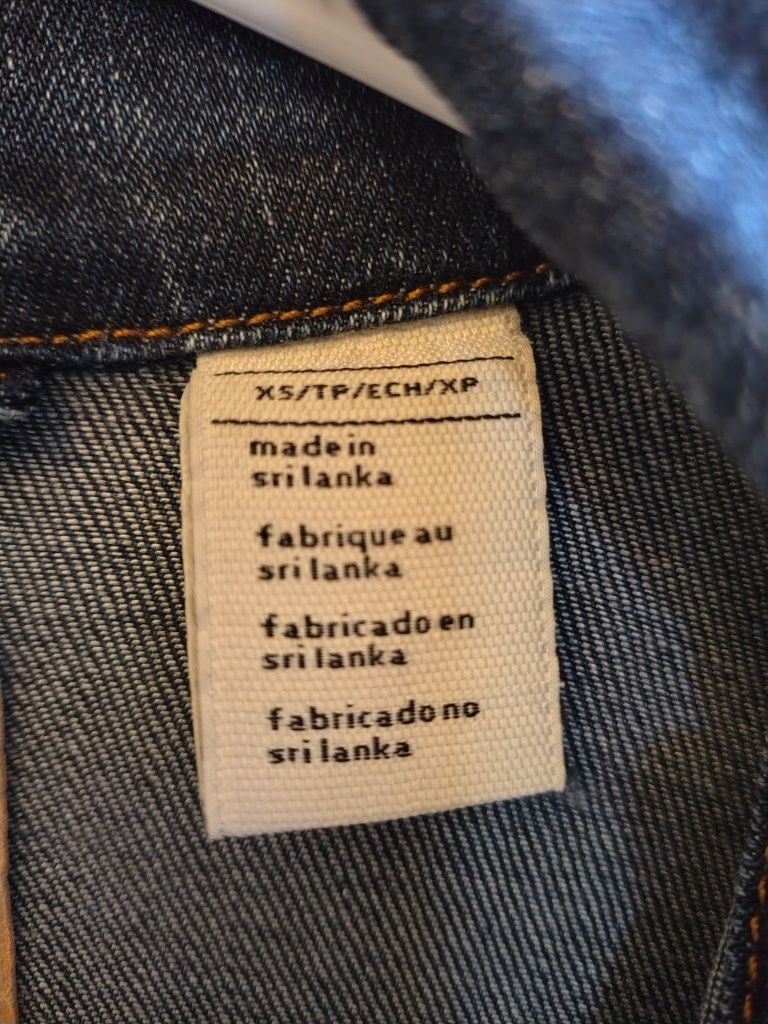 XS/TP/ECH/XP
made in
sri lanka
fabrique au
sri lanka
fabricado en
sri lanka
fabricado no
sri lanka